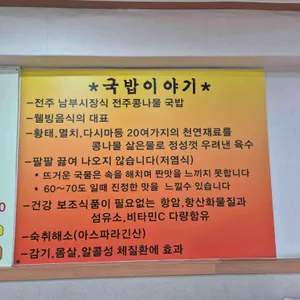 *국밥이야기*
-전주 남부시장식 전주콩나물 국밥
-웰빙음식의 대표
-황태,멸치,다시마등 20여가지의 천연재료를
콩나물 삶은물로 정성껏 우려낸 육수
-팔팔 끓여 나오지 않습니다(저염식)
• 뜨거운 국물은 속을 해치며 짠맛을 느끼지 못합니다
• 60~70도 일때 진정한 맛을 느낄수 있습니다
-건강 보조식품이 필요없는 항암,항산화물질과
섬유소,비타민C 다량함유
-숙취해소(아스파라긴산)
-감기,몸살,알콜성 체질환에 효과